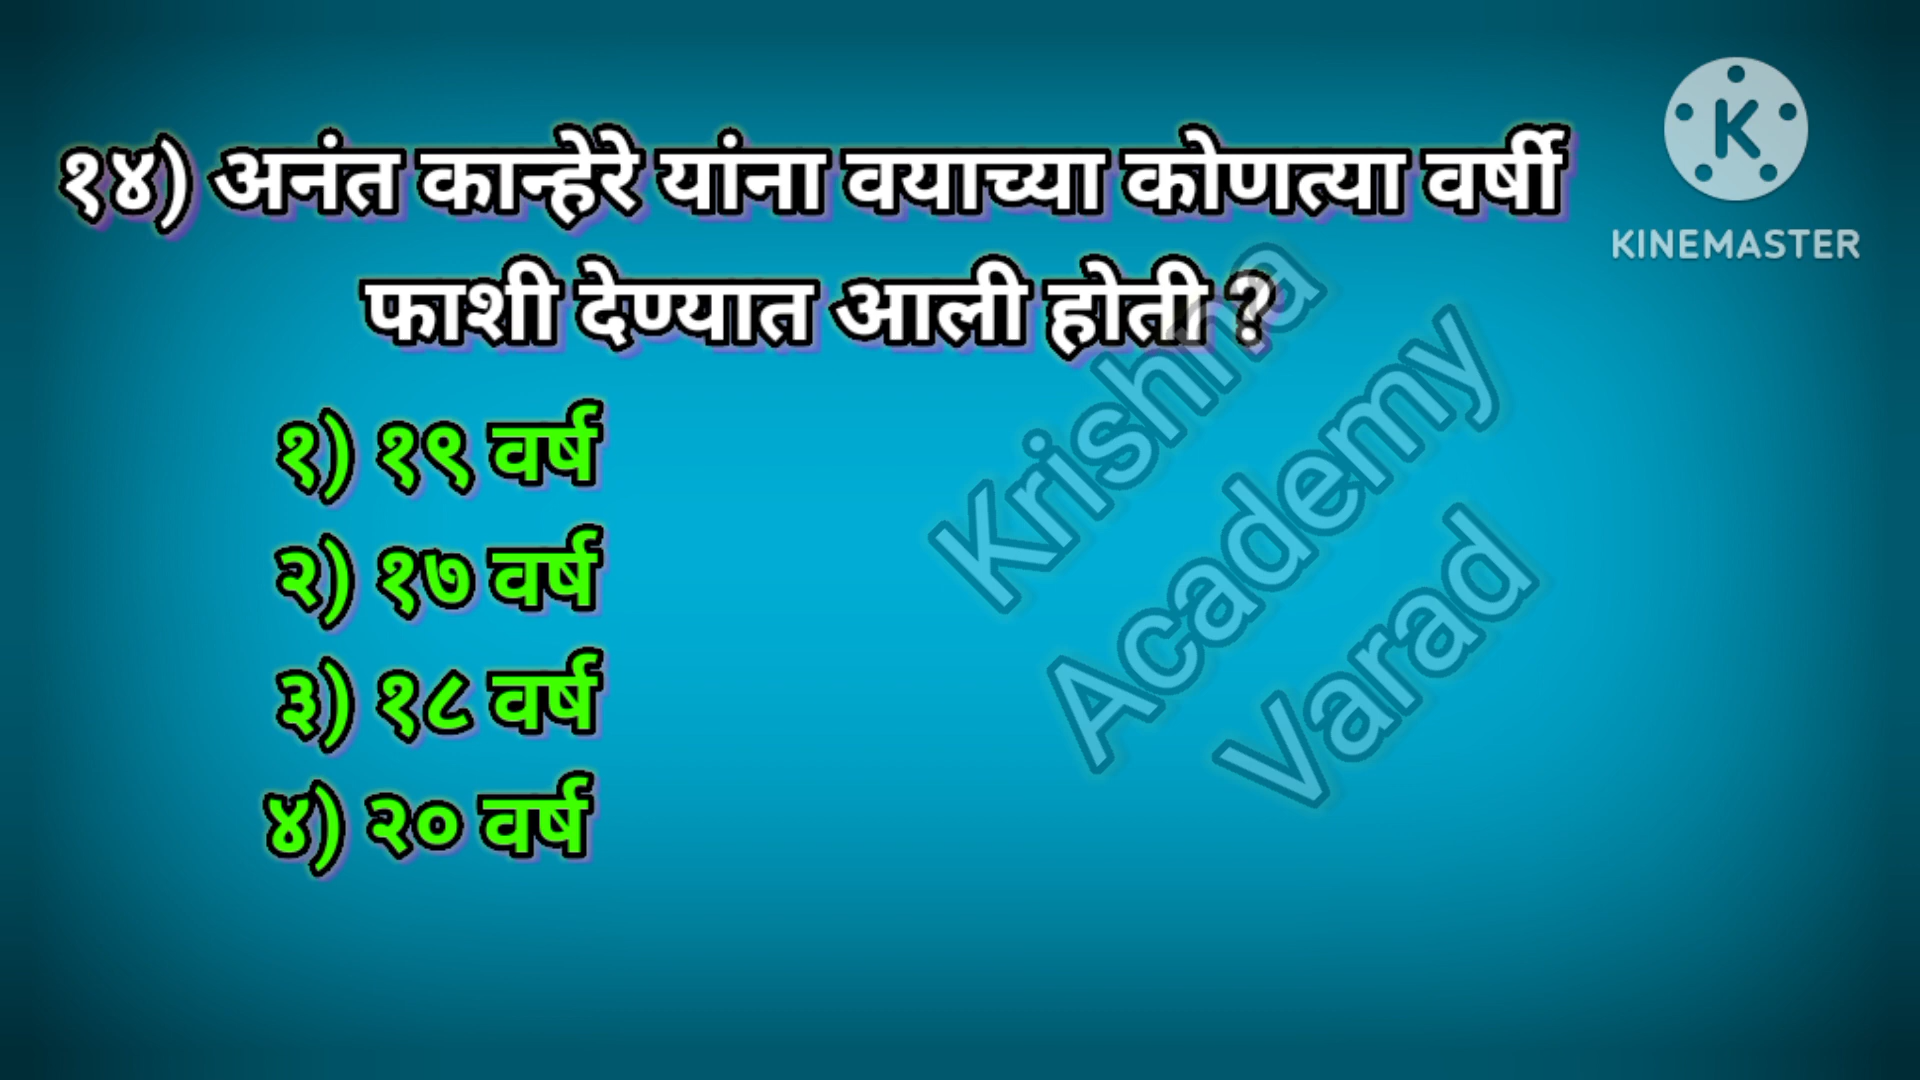 १४) अनंत कान्हेरे यांना वयाच्या कोणत्या वर्षी
फाशी देण्यात आली होती ?
१) १९ वर्ष
२) १७ वर्ष
३) १८ वर्ष
४) २० वर्ष
K
KINEMASTER
Krishna
Academy
Varad